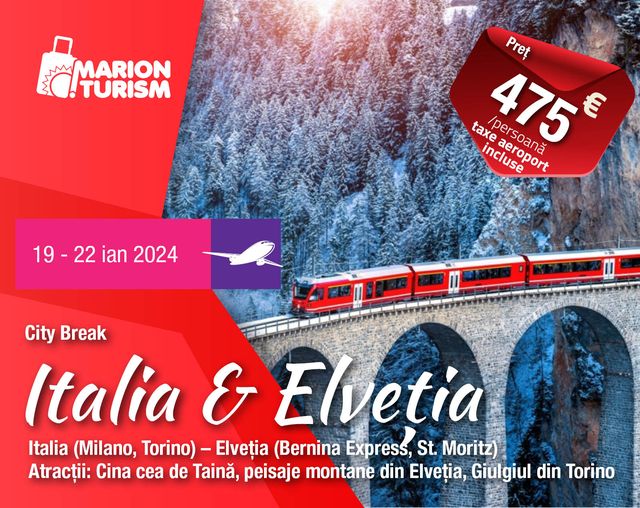 MARION
TURISM
Preț
475 €
/persoană
taxe aeroport
incluse
19 - 22 ian 2024
City Break
Italia & Elveția
Italia (Milano, Torino) – Elveția (Bernina Express, St. Moritz)
Atracții: Cina cea de Taină, peisaje montane din Elveția, Giulgiul din Torino